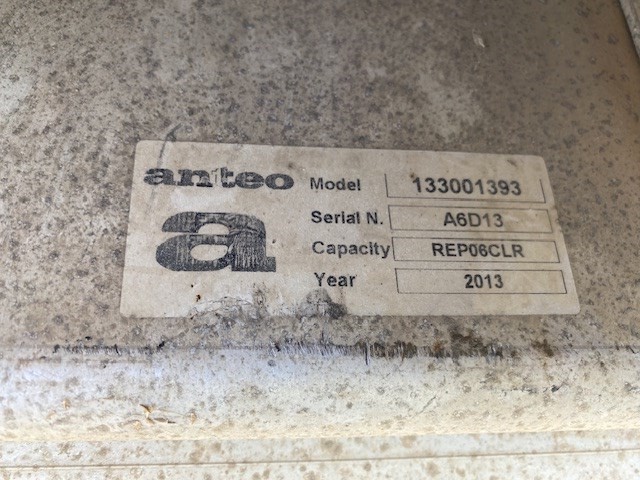 anteo
Model 133001393
a
Serial N. A6D13
Capacity REP06CLR
Year 2013